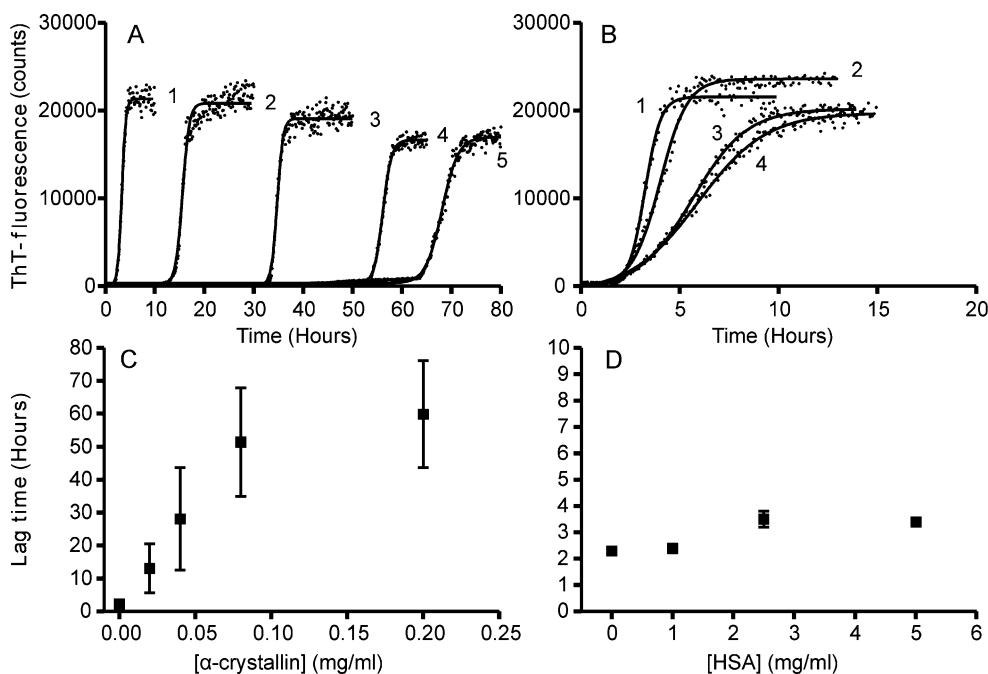 A
B
ThT-fluorescence (counts)
30000
20000
10000
0
1
2
3
4
5
0 10 20 30 40 50 60 70 80
Time (Hours)
30000
20000
10000
0
1
2
3
4
0 5 10 15 20
Time (Hours)
C
D
Lag time (Hours)
80
70
60
50
40
30
20
10
0
0.00 0.05 0.10 0.15 0.20 0.25
[α-crystallin] (mg/ml)
10
9
8
7
6
5
4
3
2
1
0
0 1 2 3 4 5 6
[HSA] (mg/ml)